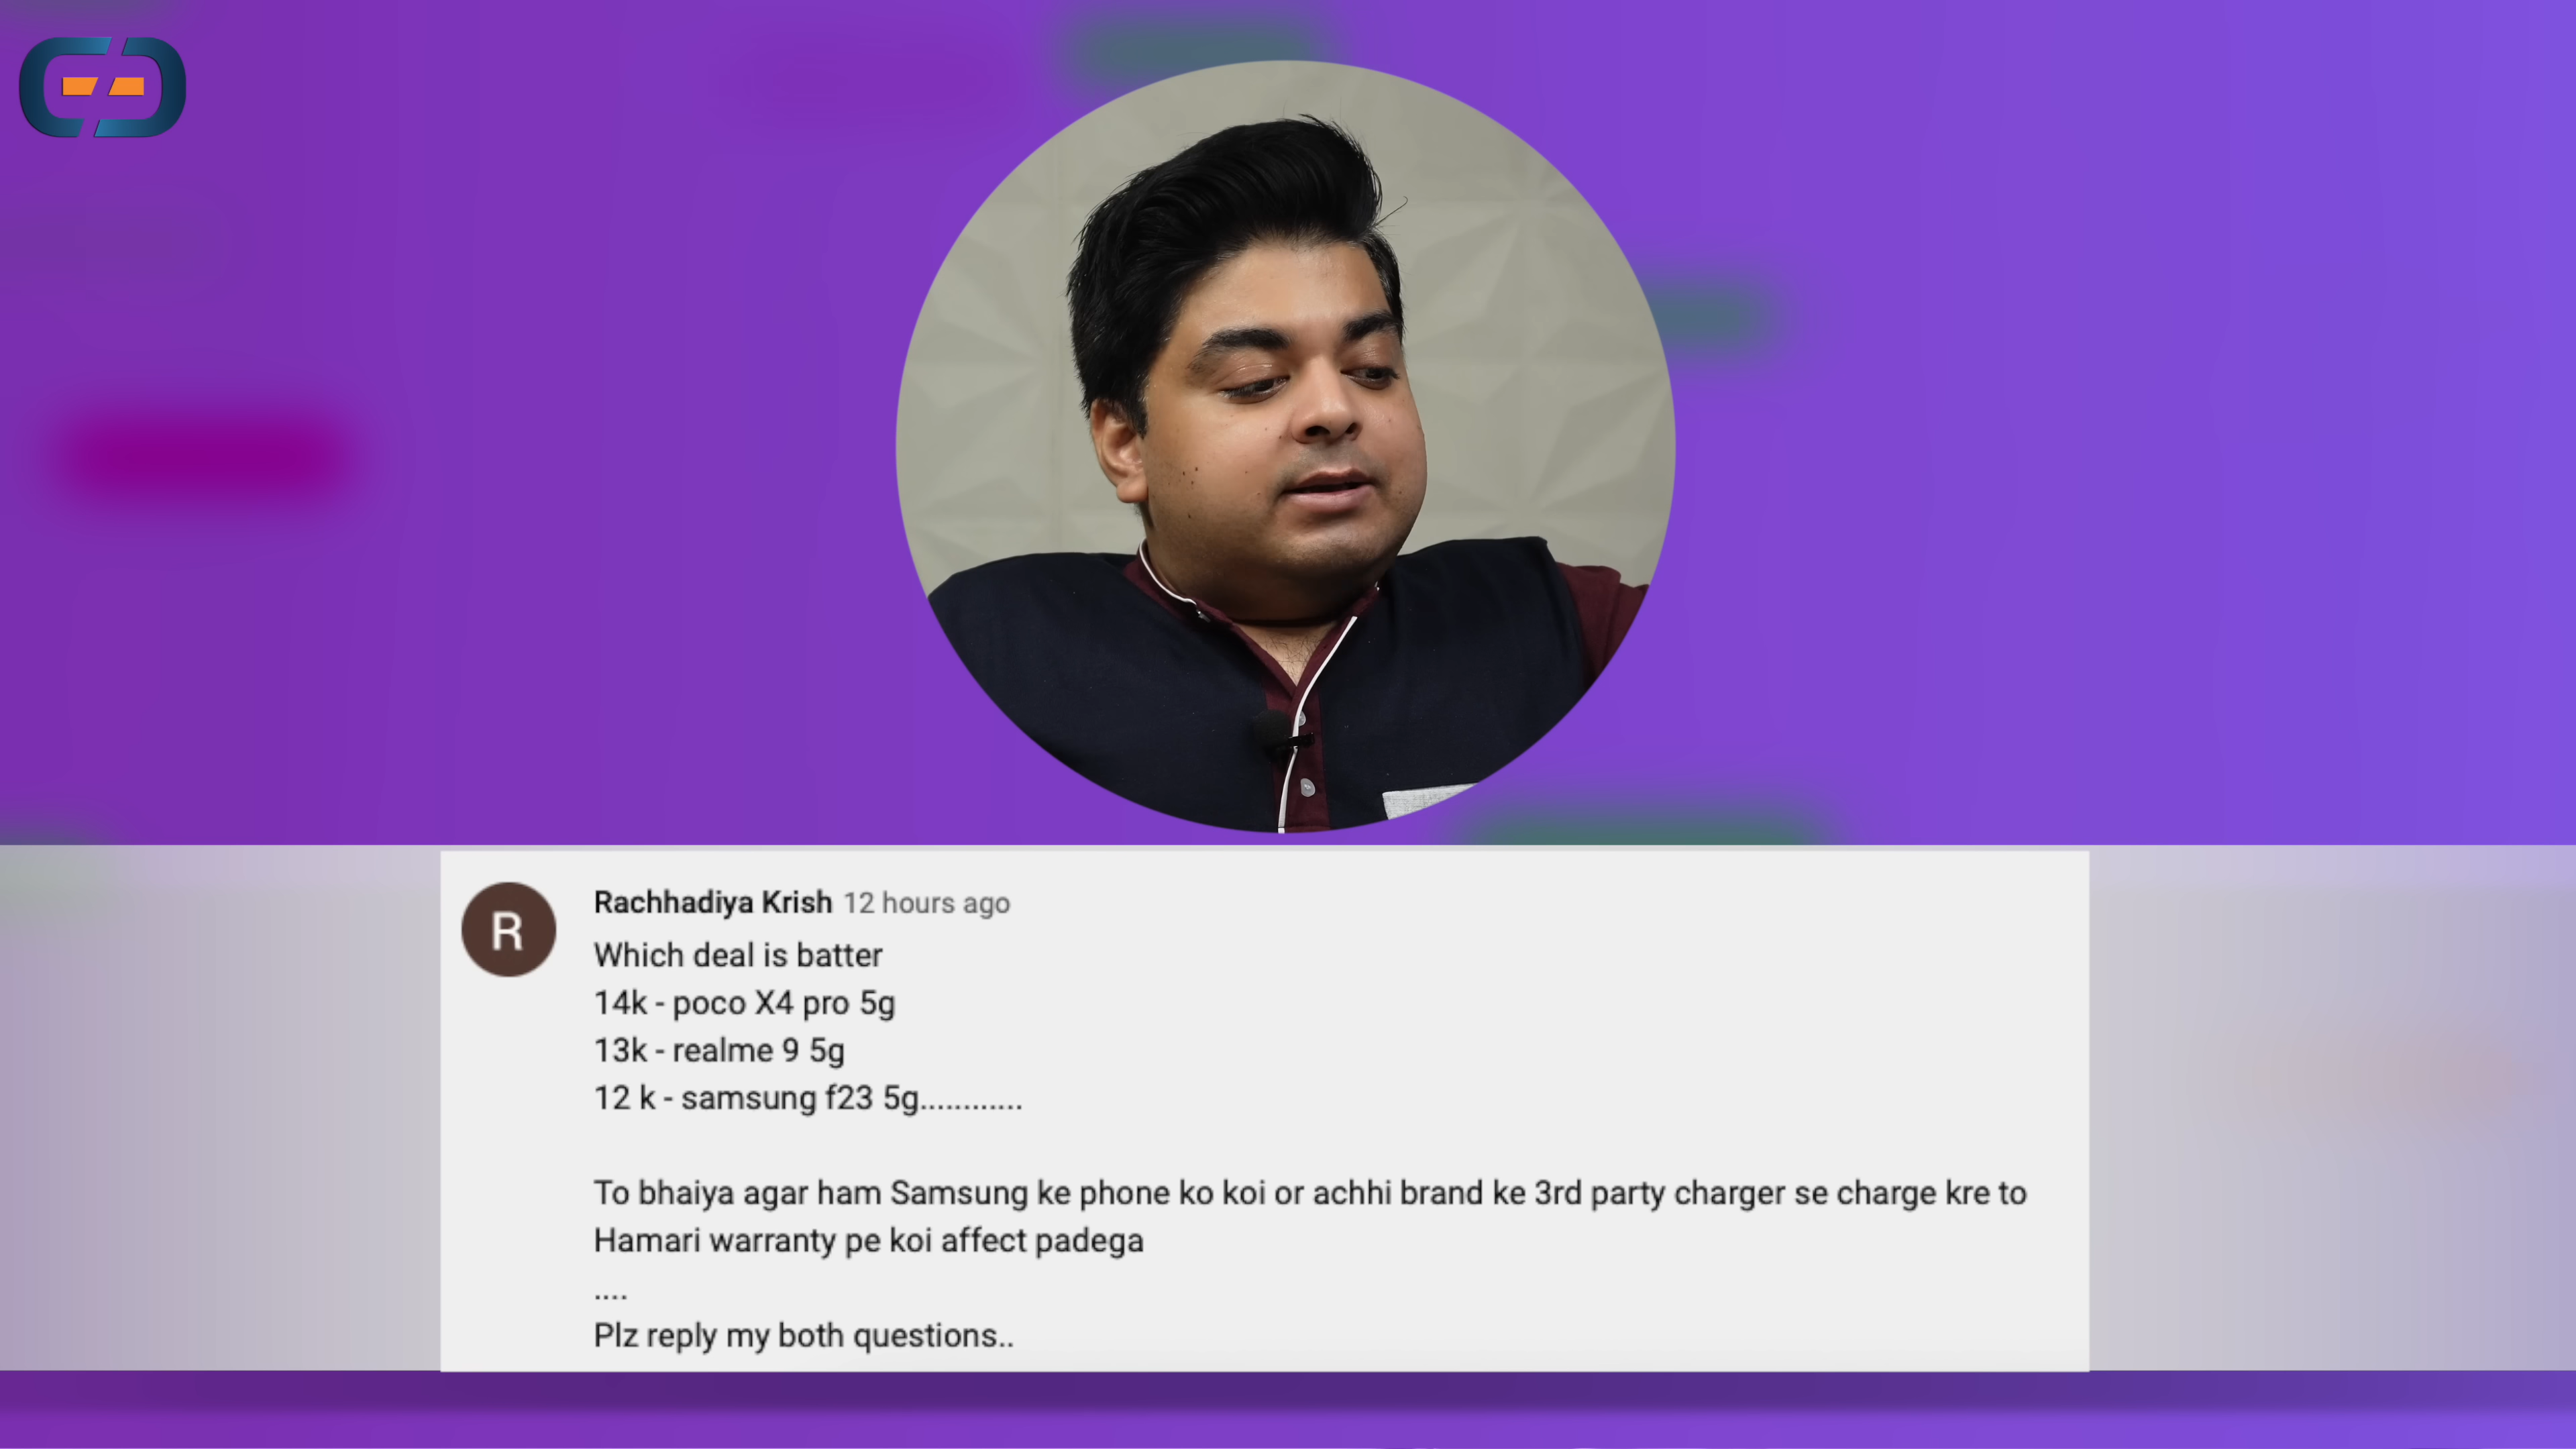 R
Rachhadiya Krish 12 hours ago
Which deal is batter
14k - poco X4 pro 5g
13k - realme 9 5g
12 k - samsung f23 5g............
To bhaiya agar ham Samsung ke phone ko koi or achhi brand ke 3rd party charger se charge kre to
Hamari warranty pe koi affect padega
....
Plz reply my both questions..